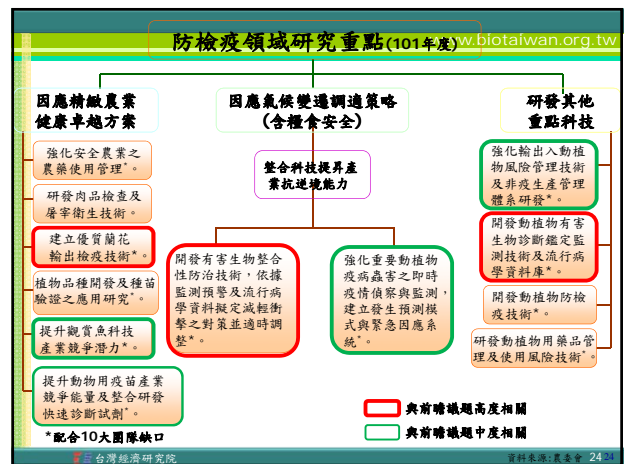 防檢疫領域研究重點(101年度)
www.biotaiwan.org.tw
因應精緻農業
健康卓越方案
強化安全農業之
農藥使用管理*。
研發肉品檢查及
屠宰衛生技術。
建立優質蘭花
輸出檢疫技術*。
植物品種開發及種苗
驗證之應用研究*。
提升觀賞魚科技
產業競爭潛力*。
提升動物用疫苗產業
競爭能量及整合研發
快速診斷試劑*。
*配合10大團隊缺口
因應氣候變遷調適策略
(含糧食安全)
整合科技提昇產
業抗逆境能力
開發有害生物整合
性防治技術，依據
監測預警及流行病
學資料擬定減輕衝
擊之對策並適時調
整*。
強化重要動植物
疫病蟲害之即時
疫情偵察與監測，
建立發生預測模
式與緊急因應系
統*。
研發其他
重點科技
強化輸出入動植
物風險管理技術
及非疫生產管理
體系研發*。
開發動植物有害
生物診斷鑑定監
測技術及流行病
學資料庫*。
開發動植物防檢
疫技術*。
研發動植物用藥品管
理及使用風險技術*。
與前瞻議題高度相關
與前瞻議題中度相關
台灣經濟研究院
資料來源:農委會 24 24